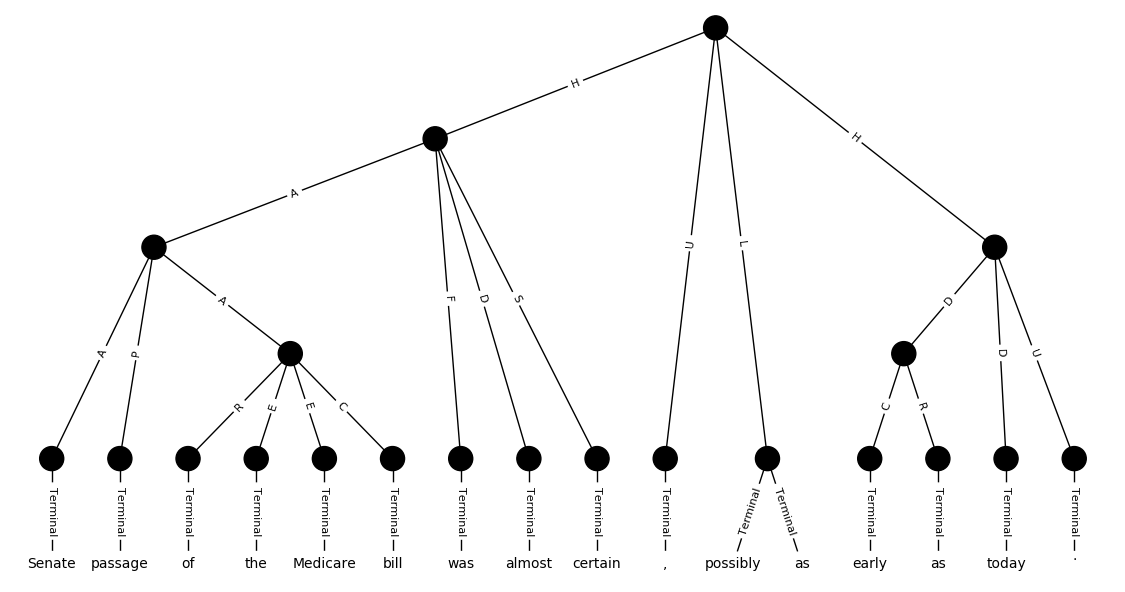 H
H
A
U
L
A
F
D
S
D
A
P
D
U
R
E
E
C
C
R
Terminal Terminal Terminal Terminal Terminal Terminal Terminal Terminal Terminal Terminal Terminal Terminal Terminal Terminal Terminal Terminal
Senate passage of the Medicare bill was almost certain , possibly as early as today .